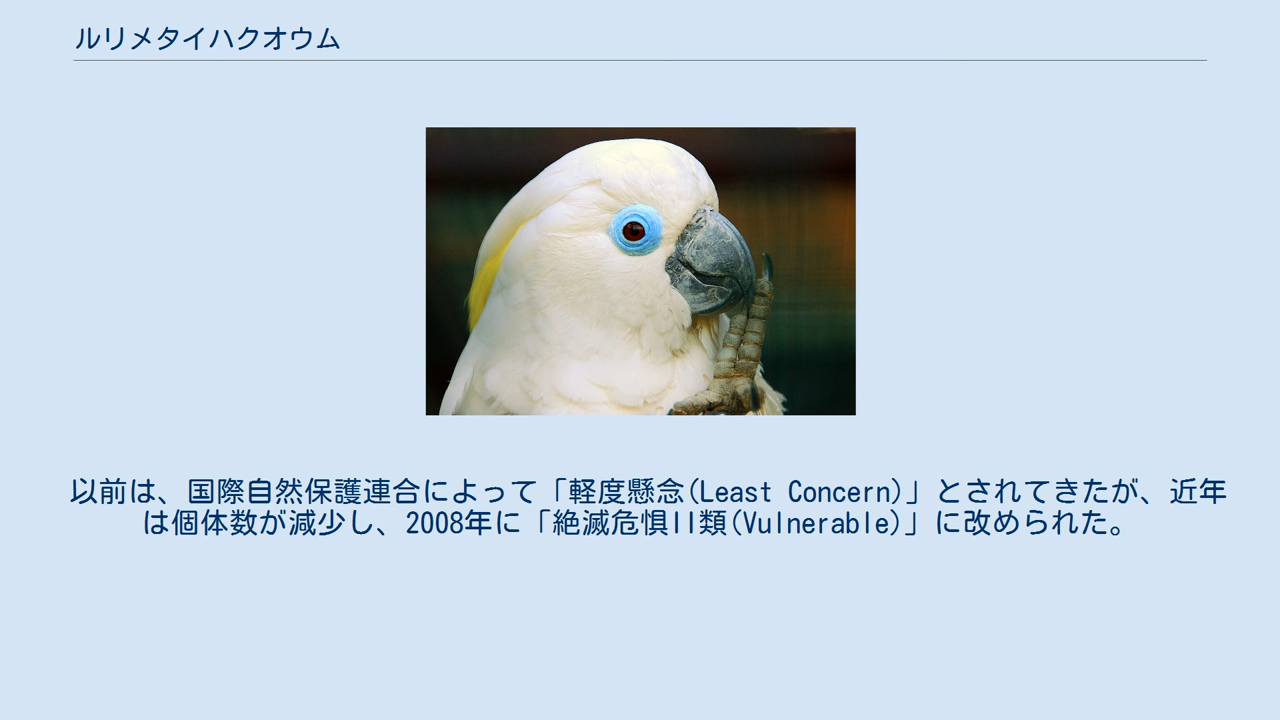 ルリメタイハクオウム
以前は、国際自然保護連合によって「軽度懸念(Least Concern)」とされてきたが、近年
は個体数が減少し、2008年に「絶滅危惧II類(Vulnerable)」に改められた。